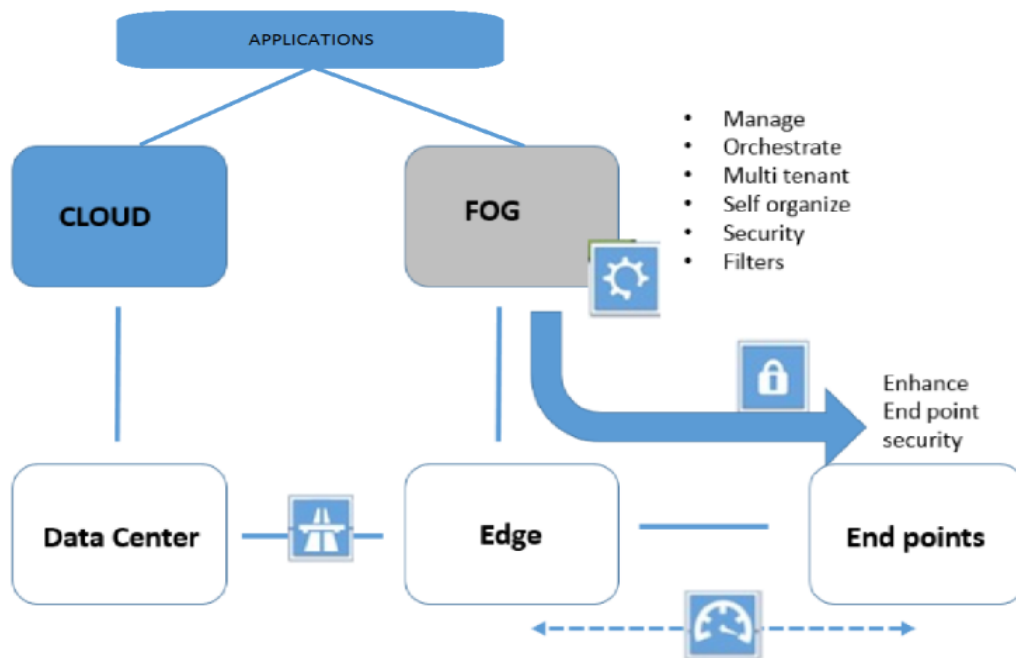 APPLICATIONS
CLOUD
FOG
• Manage
• Orchestrate
• Multi tenant
• Self organize
• Security
• Filters
Enhance
End point
security
Data Center
Edge
End points